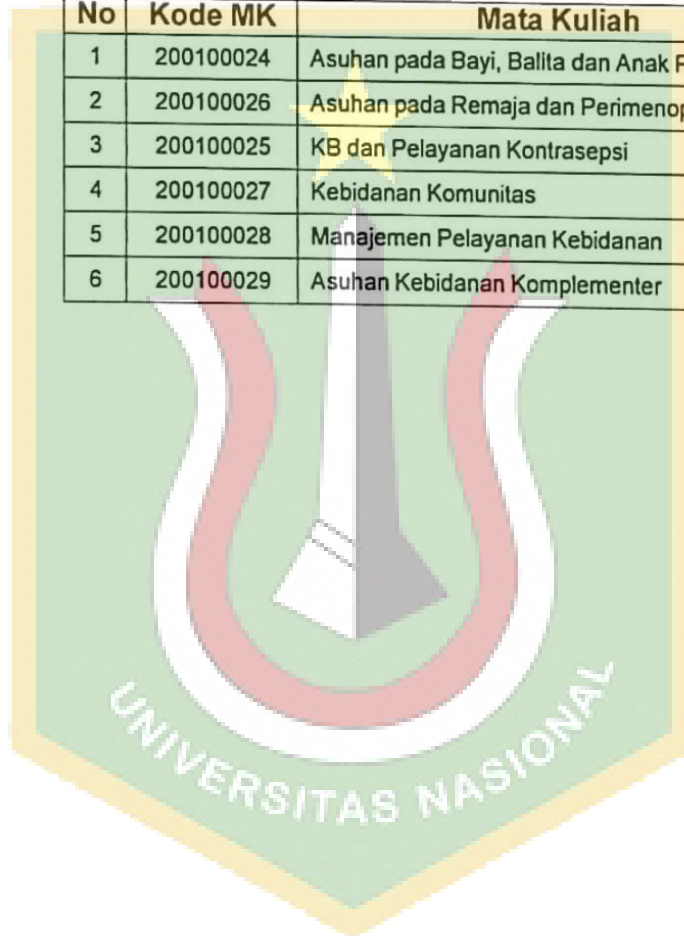 No Kode MK Mata Kuliah
1 200100024 Asuhan pada Bayi, Balita dan Anak
2 200100026 Asuhan pada Remaja dan
3 200100025 KB dan Pelayanan Kontrasepsi
4 200100027 Kebidanan Komunitas
5 200100028 Manajemen Pelayanan Kebidanan
6 200100029 Asuhan Kebidanan Komplementer
UNIVERSITAS NASIONAL